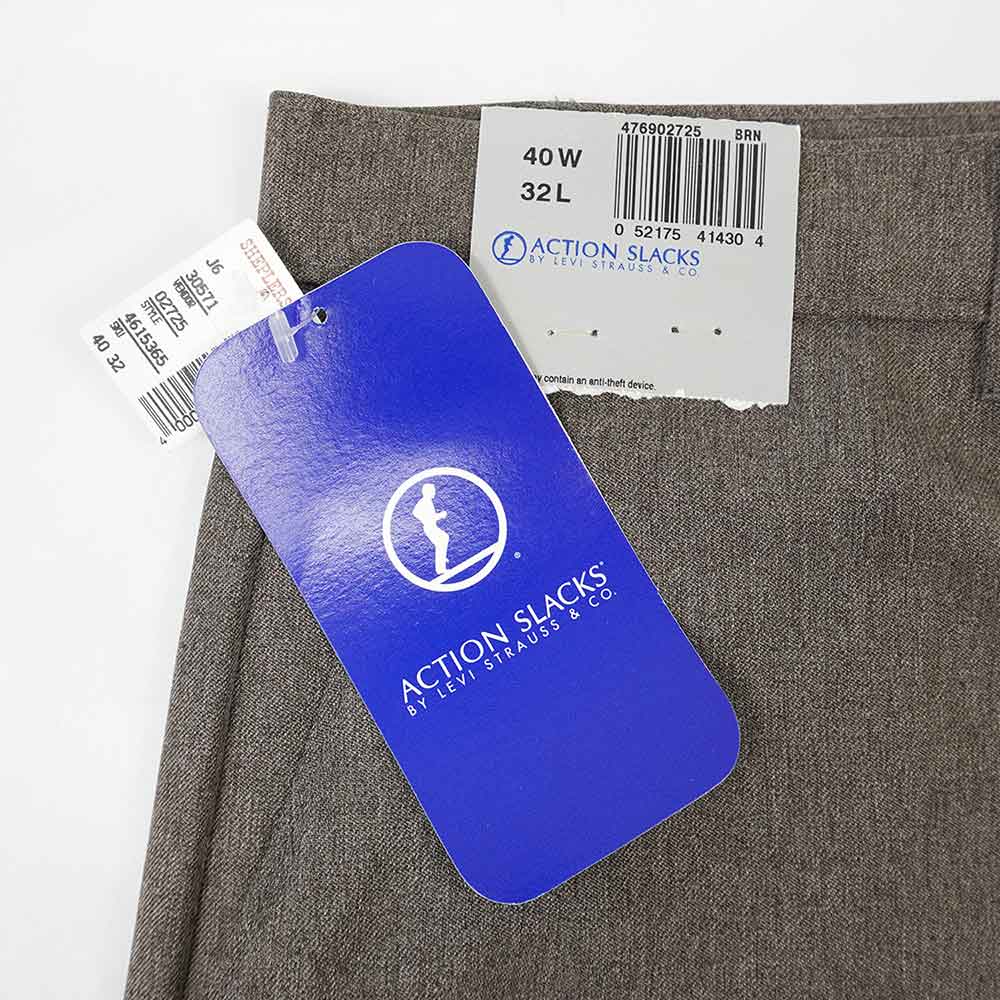 476902725 BRN
40 W
32 L
0 52175 41430 4
ACTION SLACKS
BY LEVI STRAUSS & CO.
contain an anti-theft device.
SHEPLERS
J6
30571
VENDOR
02725
STYLE
4615365
SKU
40 32
®
ACTION SLACKS®
BY LEVI STRAUSS & CO.